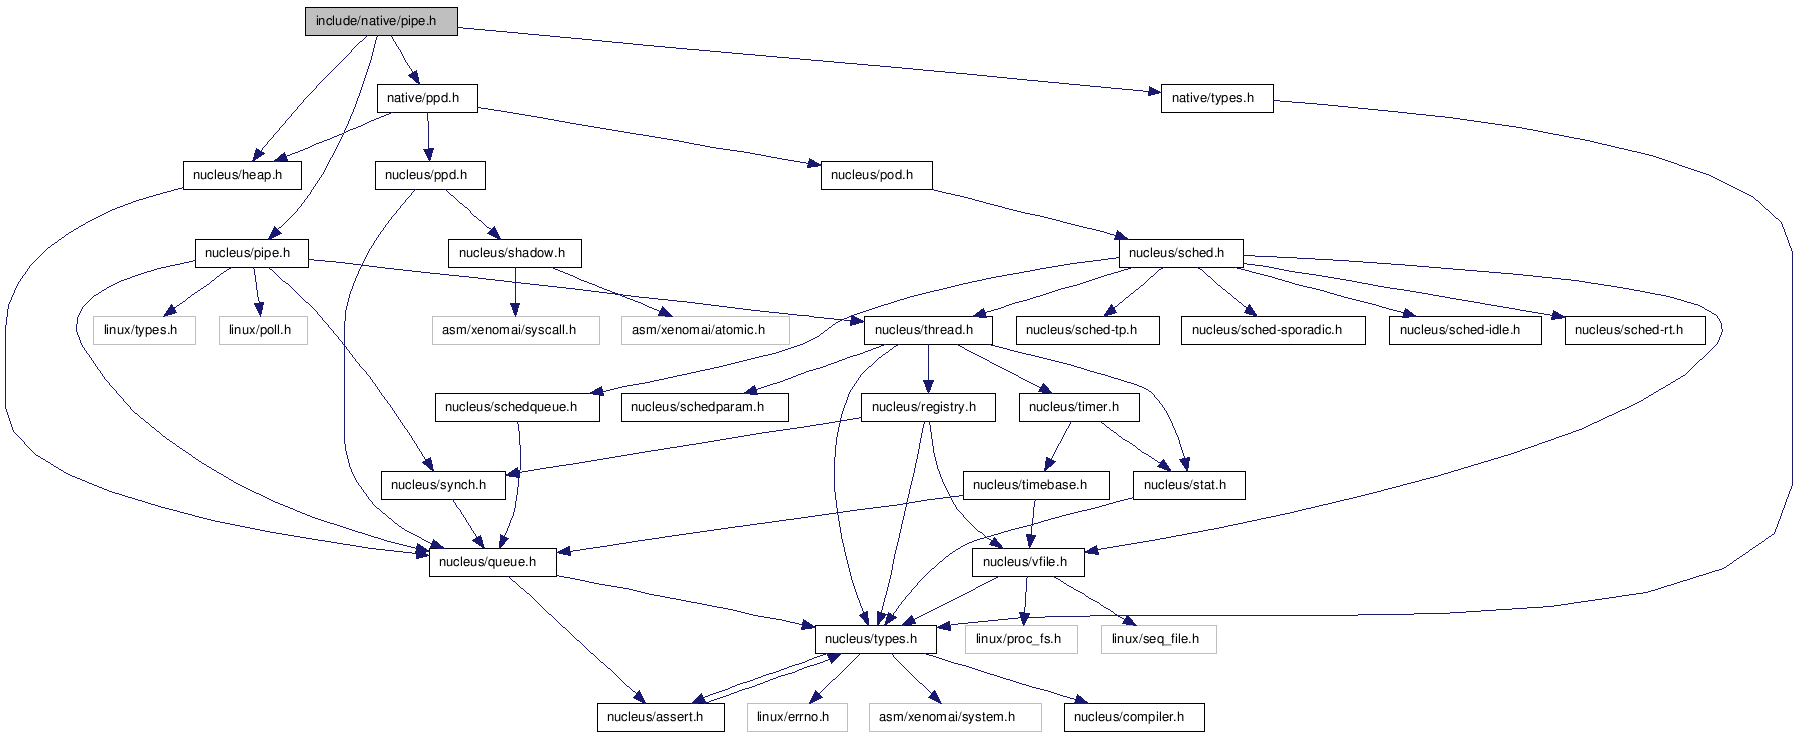 include/native/pipe.h
native/ppd.h
native/types.h
nucleus/heap.h
nucleus/ppd.h
nucleus/pod.h
nucleus/pipe.h
nucleus/shadow.h
nucleus/sched.h
linux/types.h
linux/poll.h
asm/xenomai/syscall.h
asm/xenomai/atomic.h
nucleus/thread.h
nucleus/sched-tp.h
nucleus/sched-sporadic.h
nucleus/sched-idle.h
nucleus/sched-rt.h
nucleus/schedqueue.h
nucleus/schedparam.h
nucleus/registry.h
nucleus/timer.h
nucleus/synch.h
nucleus/timebase.h
nucleus/stat.h
nucleus/queue.h
nucleus/vfile.h
nucleus/types.h
linux/proc_fs.h
linux/seq_file.h
nucleus/assert.h
linux/errno.h
asm/xenomai/system.h
nucleus/compiler.h